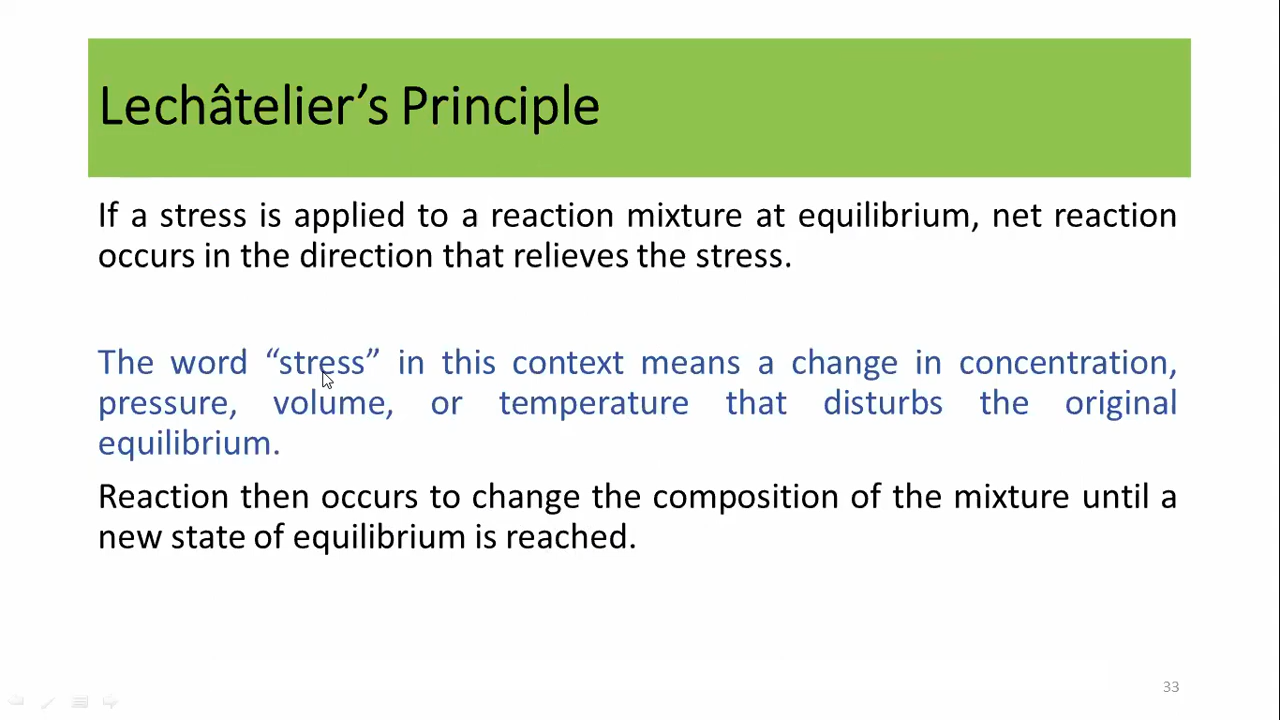 Lechâtelier’s Principle
If a stress is applied to a reaction mixture at equilibrium, net reaction
occurs in the direction that relieves the stress.
The word “stress” in this context means a change in concentration,
pressure, volume, or temperature that disturbs the original
equilibrium.
Reaction then occurs to change the composition of the mixture until a
new state of equilibrium is reached.
33